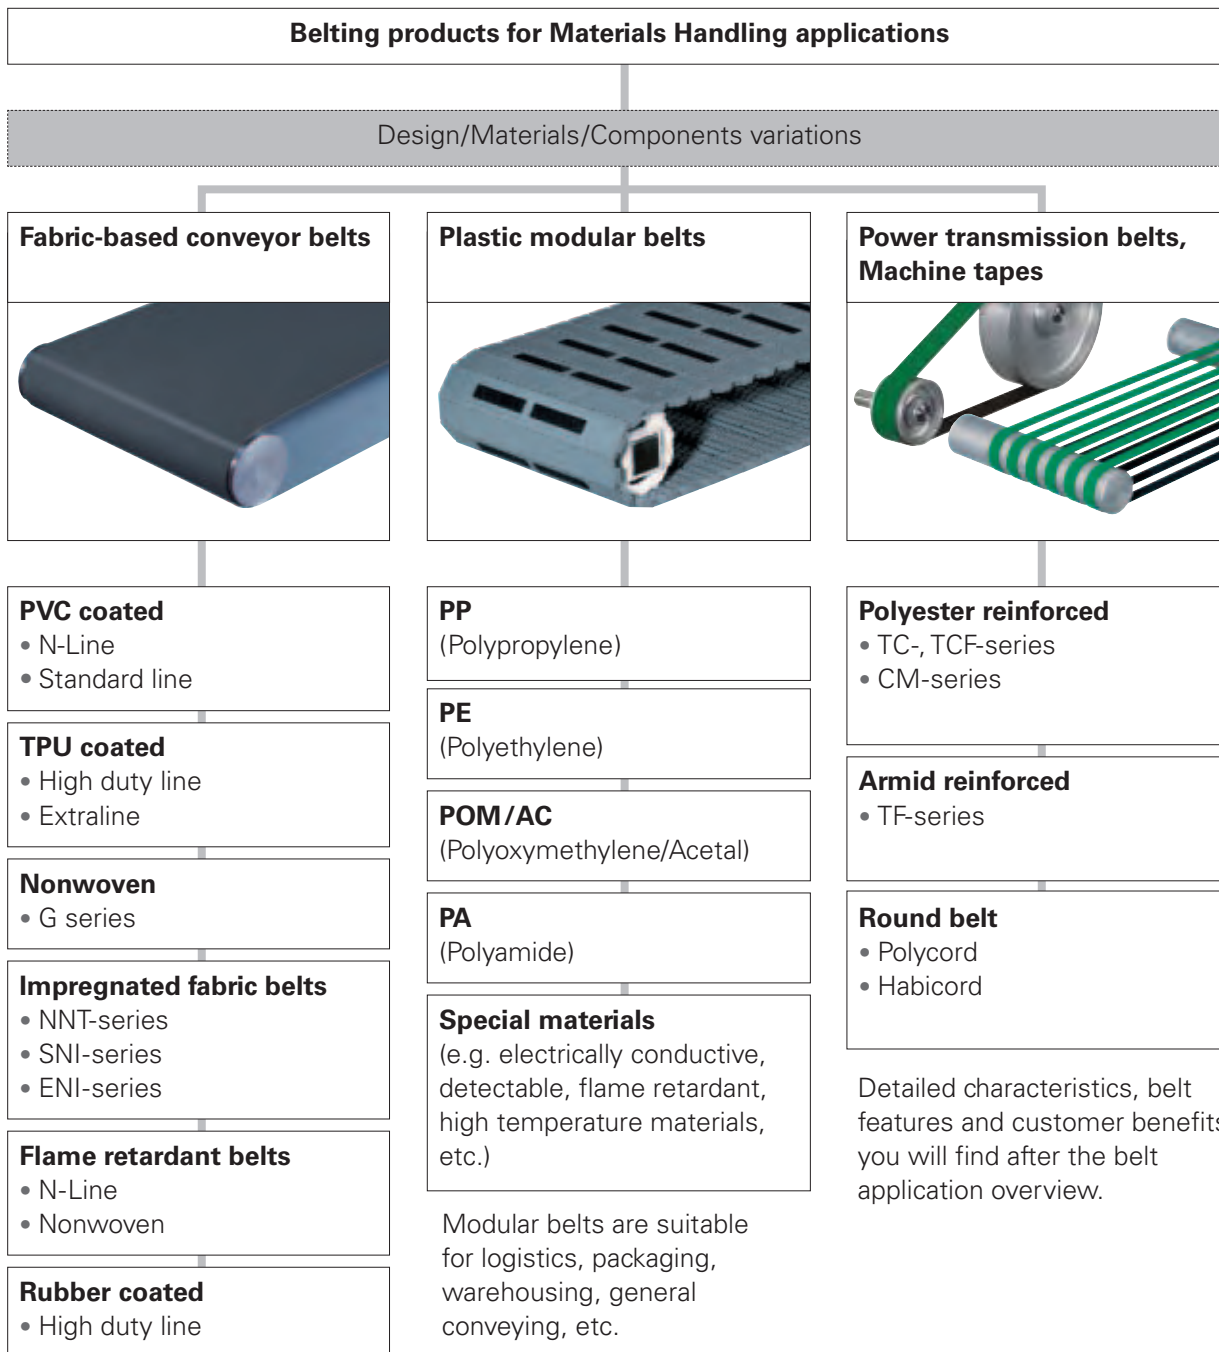 Belting products for Materials Handling applications
Design/Materials/Components variations
Fabric-based conveyor belts
PVC coated
• N-Line
• Standard line
TPU coated
• High duty line
• Extraline
Nonwoven
• G series
Impregnated fabric belts
• NNT-series
• SNI-series
• ENI-series
Flame retardant belts
• N-Line
• Nonwoven
Rubber coated
• High duty line
Plastic modular belts
PP
(Polypropylene)
PE
(Polyethylene)
POM/AC
(Polyoxymethylene/Acetal)
PA
(Polyamide)
Special materials
(e.g. electrically conductive,
detectable, flame retardant,
high temperature materials,
etc.)
Modular belts are suitable
for logistics, packaging,
warehousing, general
conveying, etc.
Power transmission belts,
Machine tapes
Polyester reinforced
• TC-, TCF-series
• CM-series
Armid reinforced
• TF-series
Round belt
• Polycord
• Habicord
Detailed characteristics, belt
features and customer benefits
you will find after the belt
application overview.